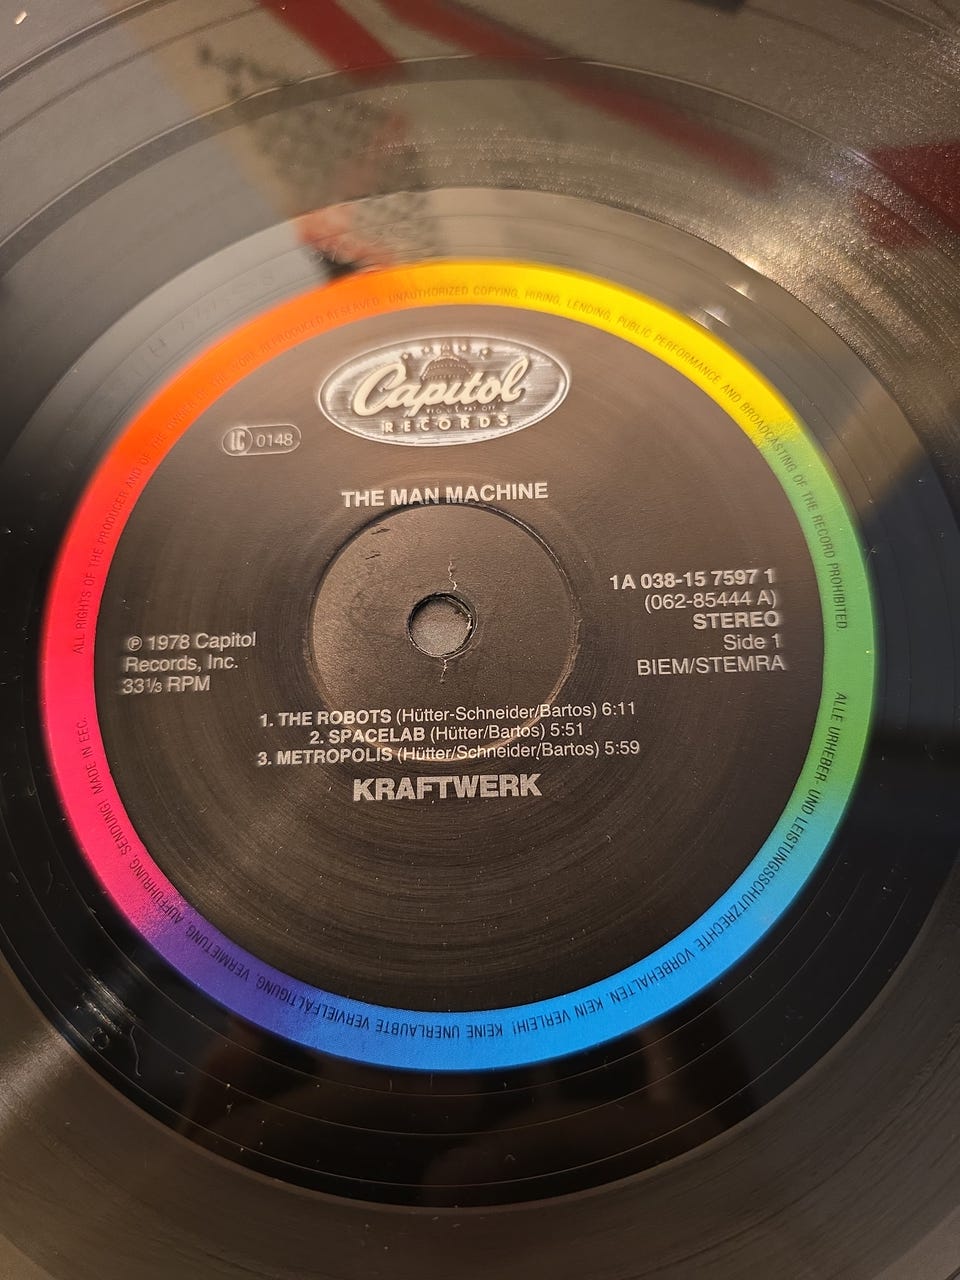 ALL RIGHTS OF THE PRODUCER AND OF THE OWNER OF THE WORK REPRODUCED RESERVED. UNAUTHORIZED COPYING, HIRING, LENDING, PUBLIC PERFORMANCE AND BROADCASTING OF THE RECORD PROHIBITED.
Capitol
REG. U.S. PAT. OFF.
RECORDS
LC 0148
THE MAN MACHINE
1A 038-15 7597 1
(062-85444 A)
STEREO
Side 1
BIEM/STEMRA
℗ 1978 Capitol
Records, Inc.
33⅓ RPM
1. THE ROBOTS (Hütter-Schneider/Bartos) 6:11
2. SPACELAB (Hütter/Bartos) 5:51
3. METROPOLIS (Hütter/Schneider/Bartos) 5:59
KRAFTWERK
ALLE URHEBER- UND LEISTUNGSSCHUTZRECHTE VORBEHALTEN. KEIN VERLEIH! KEINE UNERLAUBTE VERVIELFÄLTIGUNG, VERMIETUNG, AUFFÜHRUNG, SENDUNG! MADE IN EEC.